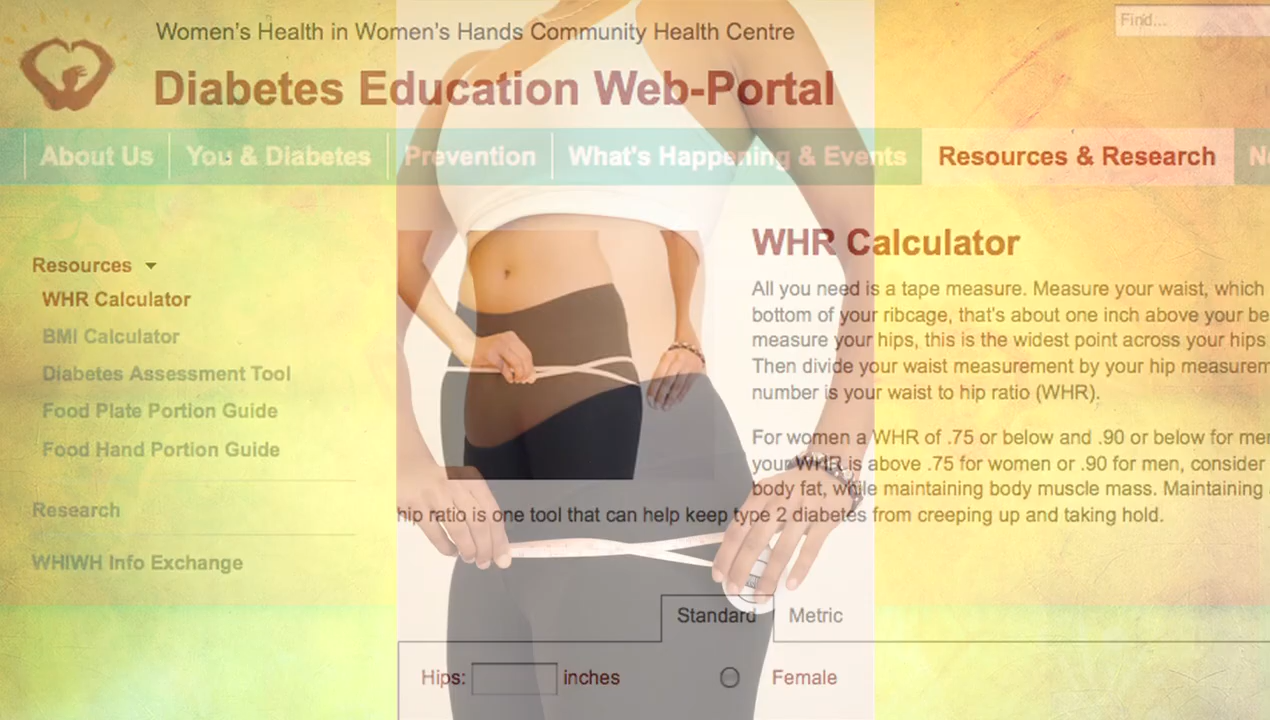 Women's Health in Women's Hands Community Health Centre
Find...
Diabetes Education Web-Portal
About Us
You & Diabetes
Prevention
What's Happening & Events
Resources & Research
Resources
WHR Calculator
BMI Calculator
Diabetes Assessment Tool
Food Plate Portion Guide
Food Hand Portion Guide
Research
WHIWH Info Exchange
WHR Calculator
All you need is a tape measure. Measure your waist, which
bottom of your ribcage, that's about one inch above your be
measure your hips, this is the widest point across your hips
Then divide your waist measurement by your hip measurem
number is your waist to hip ratio (WHR).
For women a WHR of .75 or below and .90 or below for me
your WHR is above .75 for women or .90 for men, consider
body fat, while maintaining body muscle mass. Maintaining
hip ratio is one tool that can help keep type 2 diabetes from creeping up and taking hold.
Standard
Metric
Hips:
inches
Female